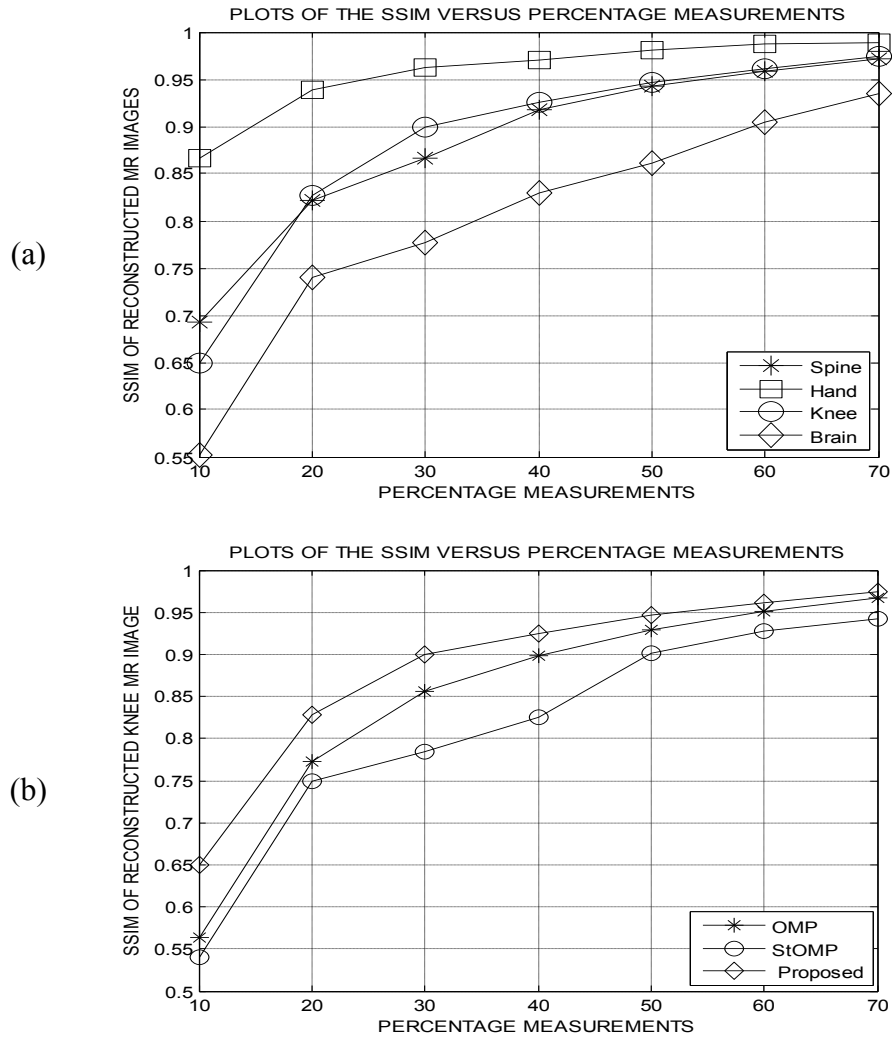 PLOTS OF THE SSIM VERSUS PERCENTAGE MEASUREMENTS
(a)
SSIM OF RECONSTRUCTED MR IMAGES
1
0.95
0.9
0.85
0.8
0.75
0.7
0.65
0.6
0.55
Spine
Hand
Knee
Brain
10 20 30 40 50 60 70
PERCENTAGE MEASUREMENTS
PLOTS OF THE SSIM VERSUS PERCENTAGE MEASUREMENTS
(b)
SSIM OF RECONSTRUCTED KNEE MR IMAGE
1
0.95
0.9
0.85
0.8
0.75
0.7
0.65
0.6
0.55
0.5
OMP
StOMP
Proposed
10 20 30 40 50 60 70
PERCENTAGE MEASUREMENTS